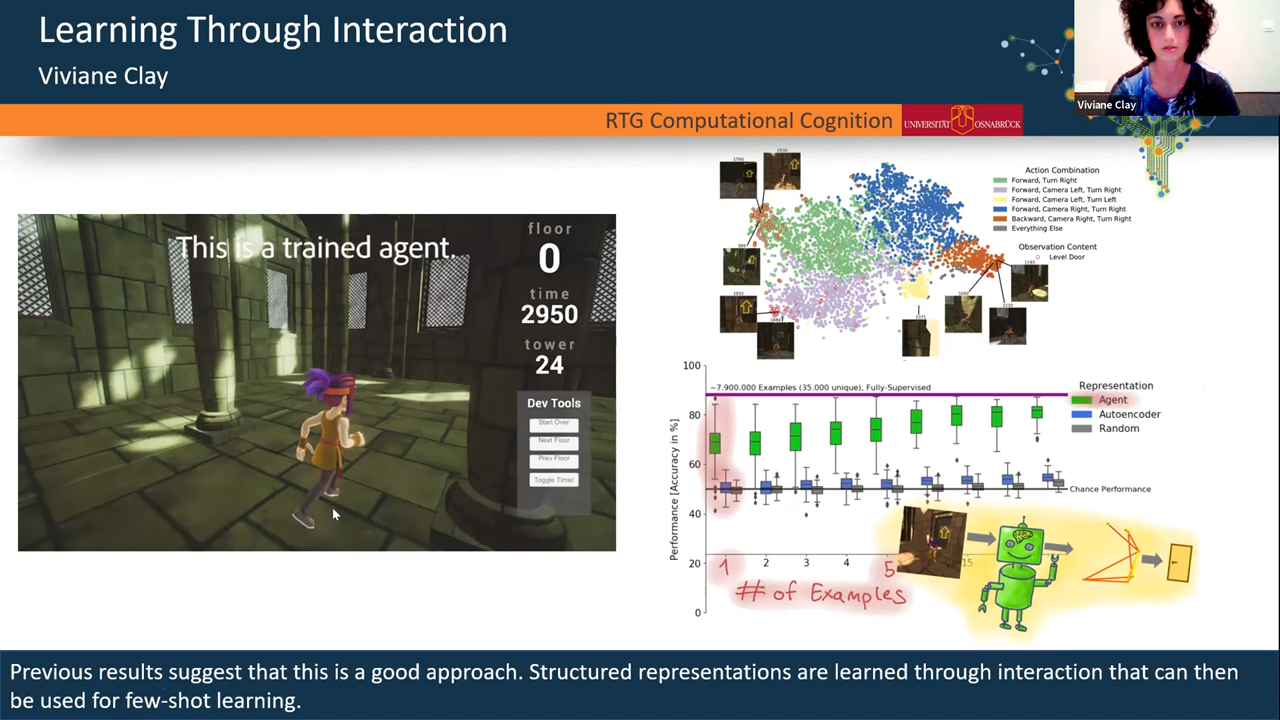 Learning Through Interaction
Viviane Clay
Viviane Clay
RTG Computational Cognition
UNIVERSITÄT
OSNABRÜCK
This is a trained agent.
floor
0
time
2950
tower
24
Dev Tools
Start Over
Next Floor
Prev Floor
Toggle Timer
Action Combination
Forward, Turn Right
Forward, Camera Left, Turn Right
Forward, Camera Left, Turn Left
Forward, Camera Right, Turn Right
Backward, Camera Right, Turn Right
Everything Else
Observation Content
Level Door
Performance [Accuracy in %]
100
80
60
40
20
0
~7.900.000 Examples (35.000 unique), Fully-Supervised
Representation
Agent
Autoencoder
Random
Chance Performance
1 2 3 4 5 15
# of Examples
Previous results suggest that this is a good approach. Structured representations are learned through interaction that can then
be used for few-shot learning.